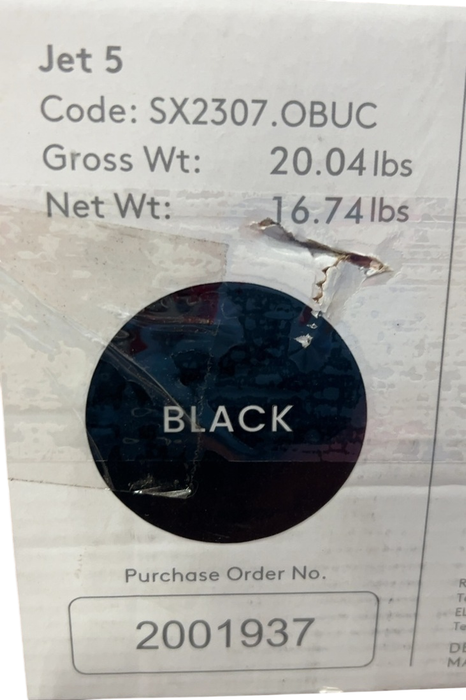 Jet 5
Code: SX2307.OBUC
Gross Wt: 20.04 lbs
Net Wt: 16.74 lbs
BLACK
Purchase Order No.
2001937